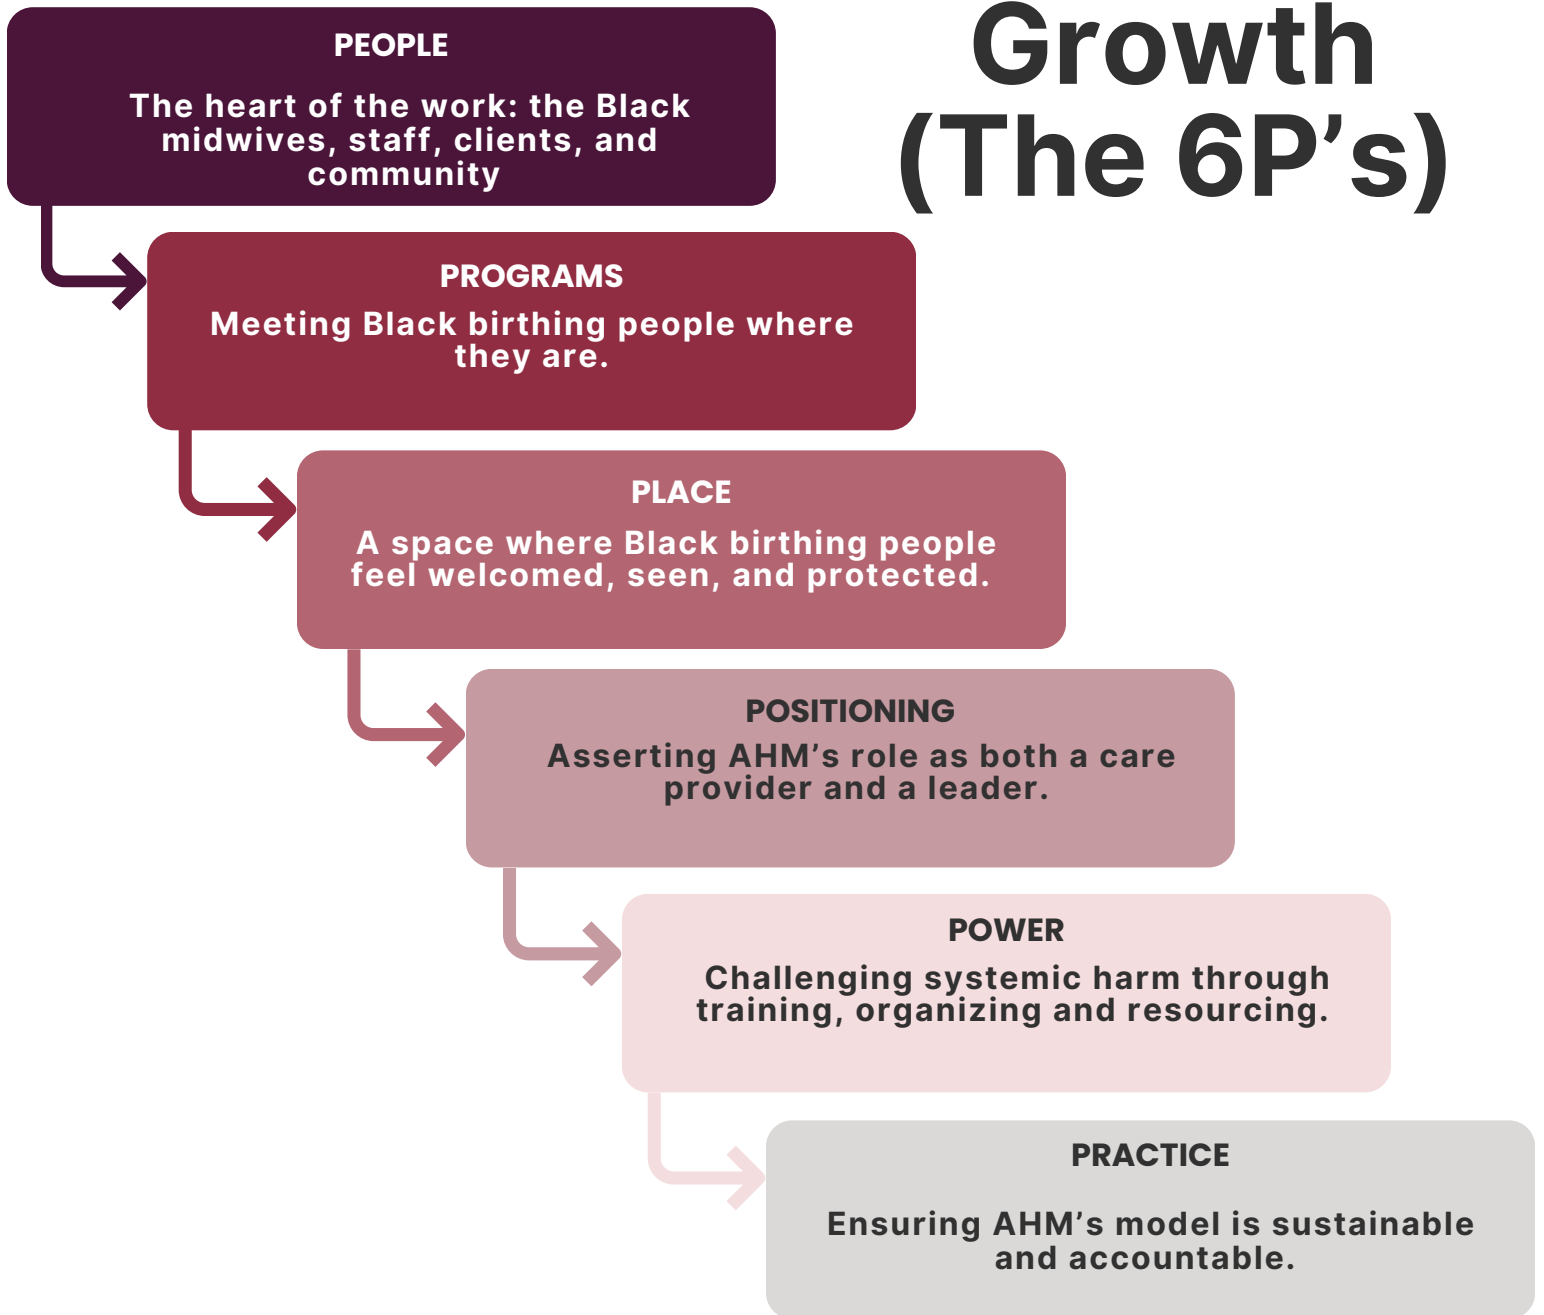 Growth
(The 6P’s)
PEOPLE
The heart of the work: the Black
midwives, staff, clients, and
community
PROGRAMS
Meeting Black birthing people where
they are.
PLACE
A space where Black birthing people
feel welcomed, seen, and protected.
POSITIONING
Asserting AHM’s role as both a care
provider and a leader.
POWER
Challenging systemic harm through
training, organizing and resourcing.
PRACTICE
Ensuring AHM’s model is sustainable
and accountable.